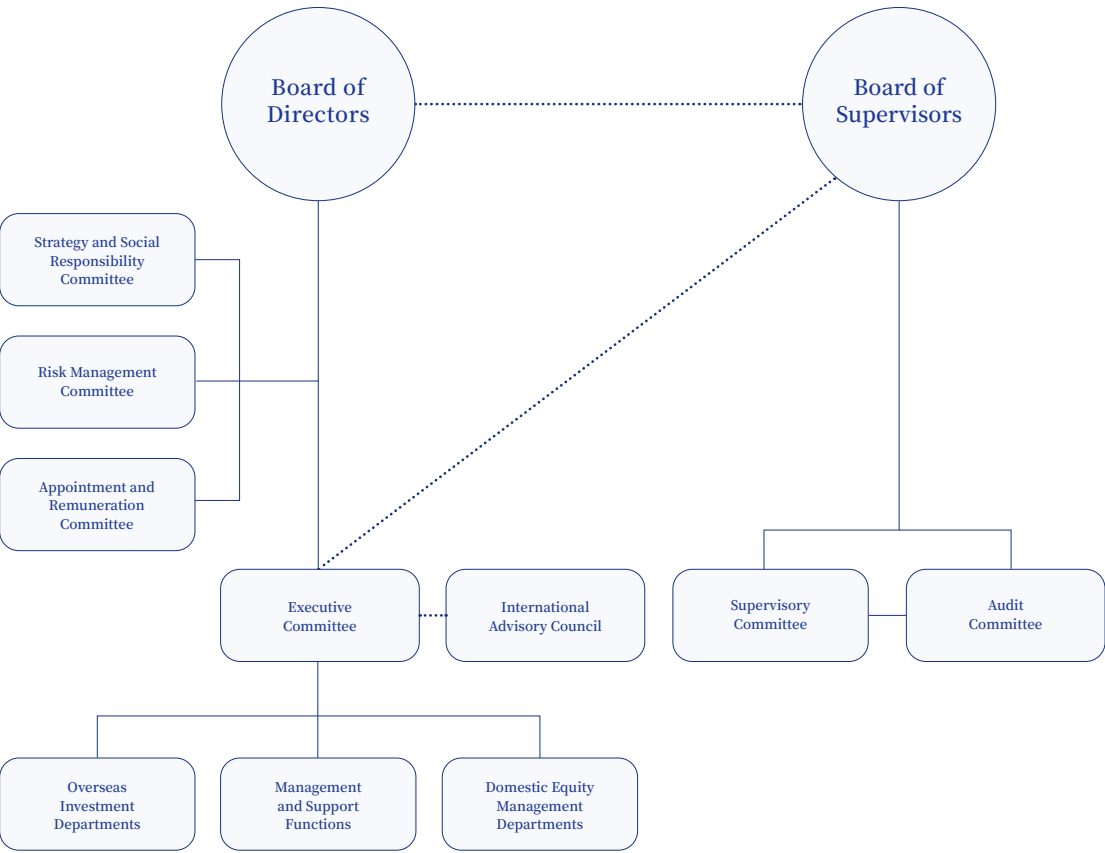 Board of
Directors
Board of
Supervisors
Strategy and Social
Responsibility
Committee
Risk Management
Committee
Appointment and
Remuneration
Committee
Executive
Committee
International
Advisory Council
Supervisory
Committee
Audit
Committee
Overseas
Investment
Departments
Management
and Support
Functions
Domestic Equity
Management
Departments